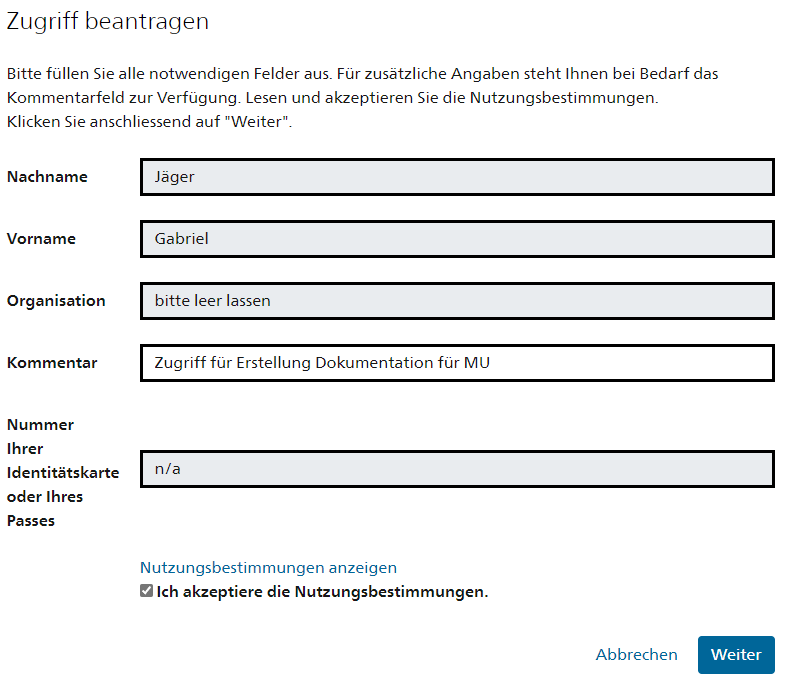 Zugriff beantragen
Bitte füllen Sie alle notwendigen Felder aus. Für zusätzliche Angaben steht Ihnen bei Bedarf das
Kommentarfeld zur Verfügung. Lesen und akzeptieren Sie die Nutzungsbestimmungen.
Klicken Sie anschliessend auf "Weiter".
Nachname Jäger
Vorname Gabriel
Organisation bitte leer lassen
Kommentar Zugriff für Erstellung Dokumentation für MU
Nummer
Ihrer
Identitätskarte n/a
oder Ihres
Passes
Nutzungsbestimmungen anzeigen
Ich akzeptiere die Nutzungsbestimmungen.
Abbrechen Weiter